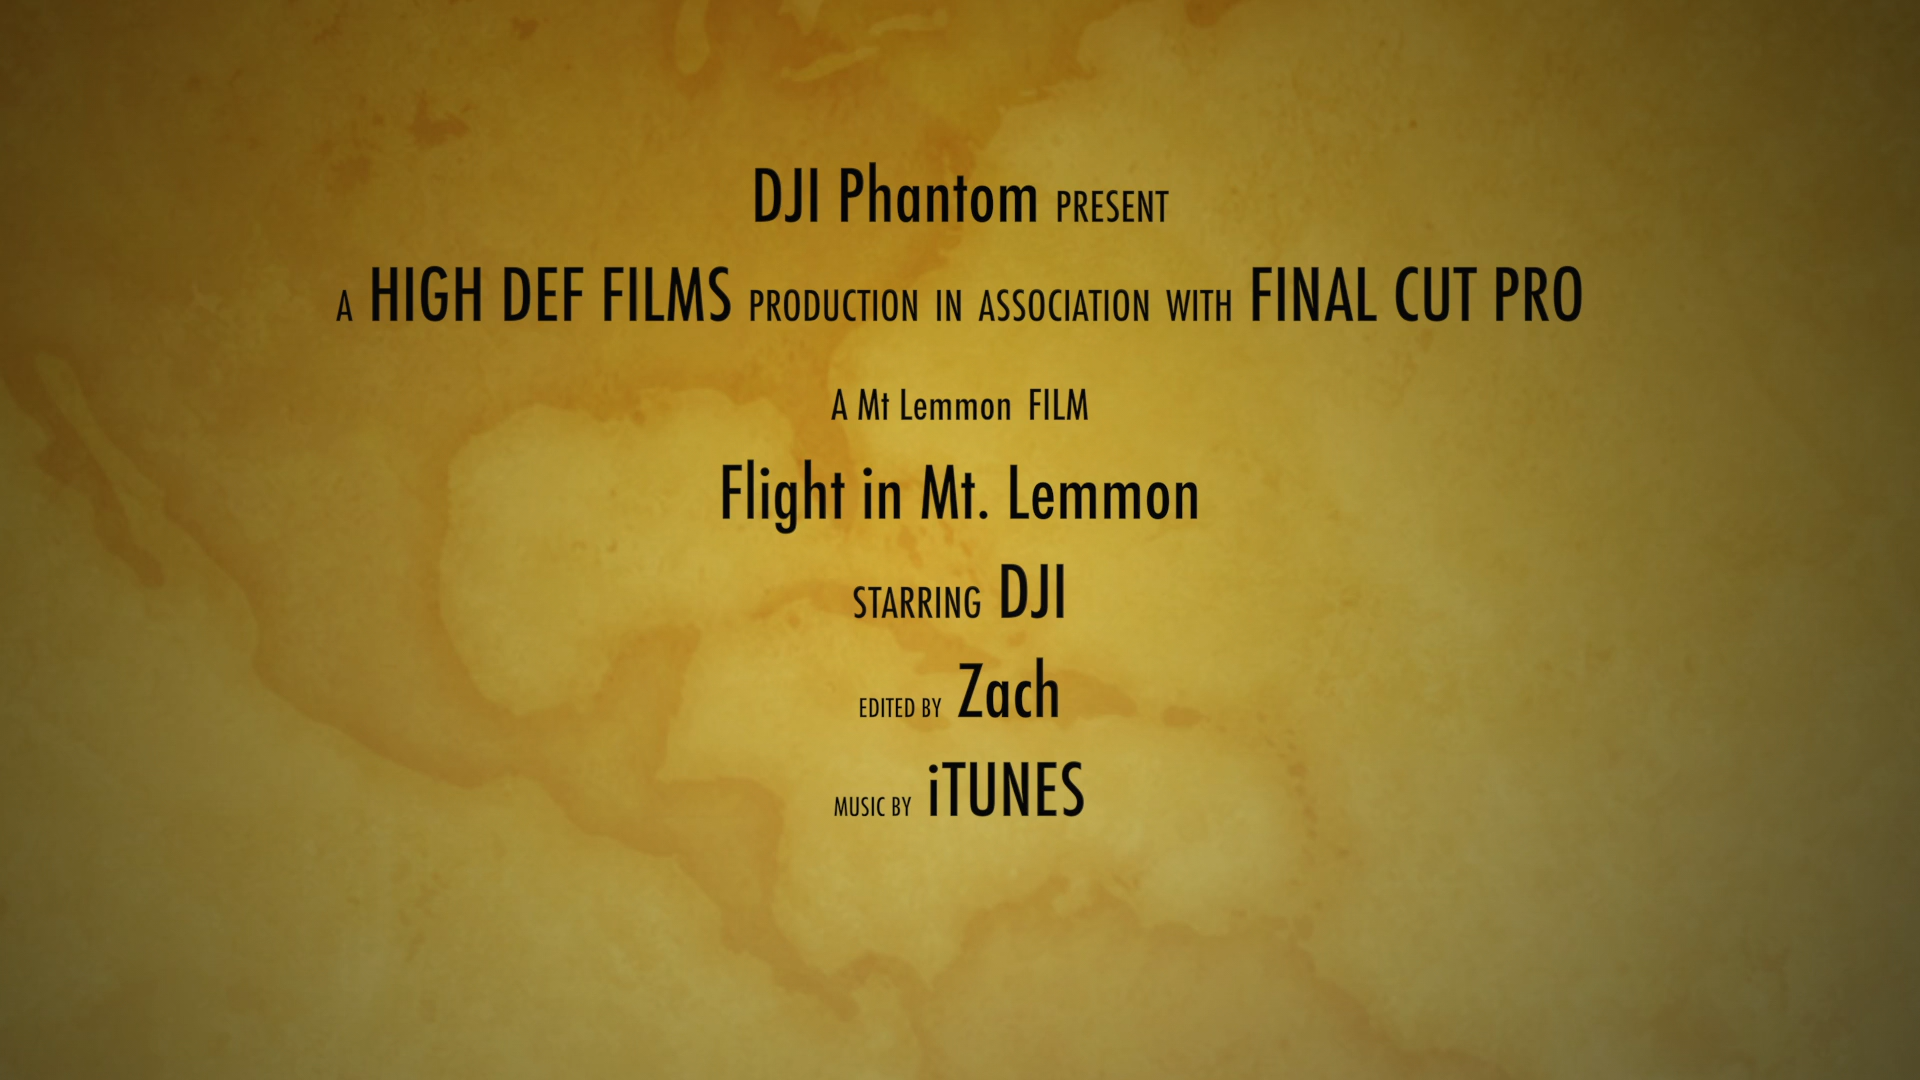 DJI Phantom PRESENT
A HIGH DEF FILMS PRODUCTION IN ASSOCIATION WITH FINAL CUT PRO
A Mt Lemmon FILM
Flight in Mt. Lemmon
STARRING DJI
EDITED BY Zach
MUSIC BY iTUNES